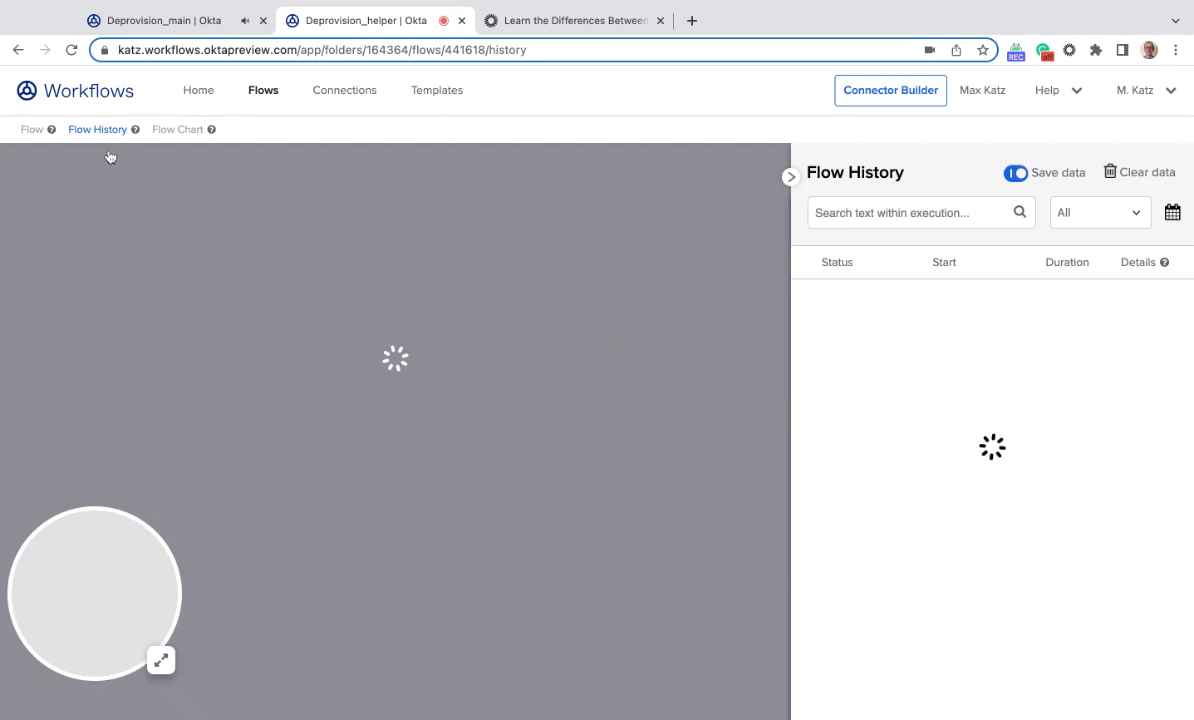 Deprovision_main | Okta
Deprovision_helper | Okta
Learn the Differences Between
katz.workflows.oktapreview.com/app/folders/164364/flows/441618/history
REC
off
Workflows
Home
Flows
Connections
Templates
Connector Builder
Max Katz
Help
M. Katz
Flow
Flow History
Flow Chart
Flow History
Save data
Clear data
Search text within execution...
All
Status
Start
Duration
Details